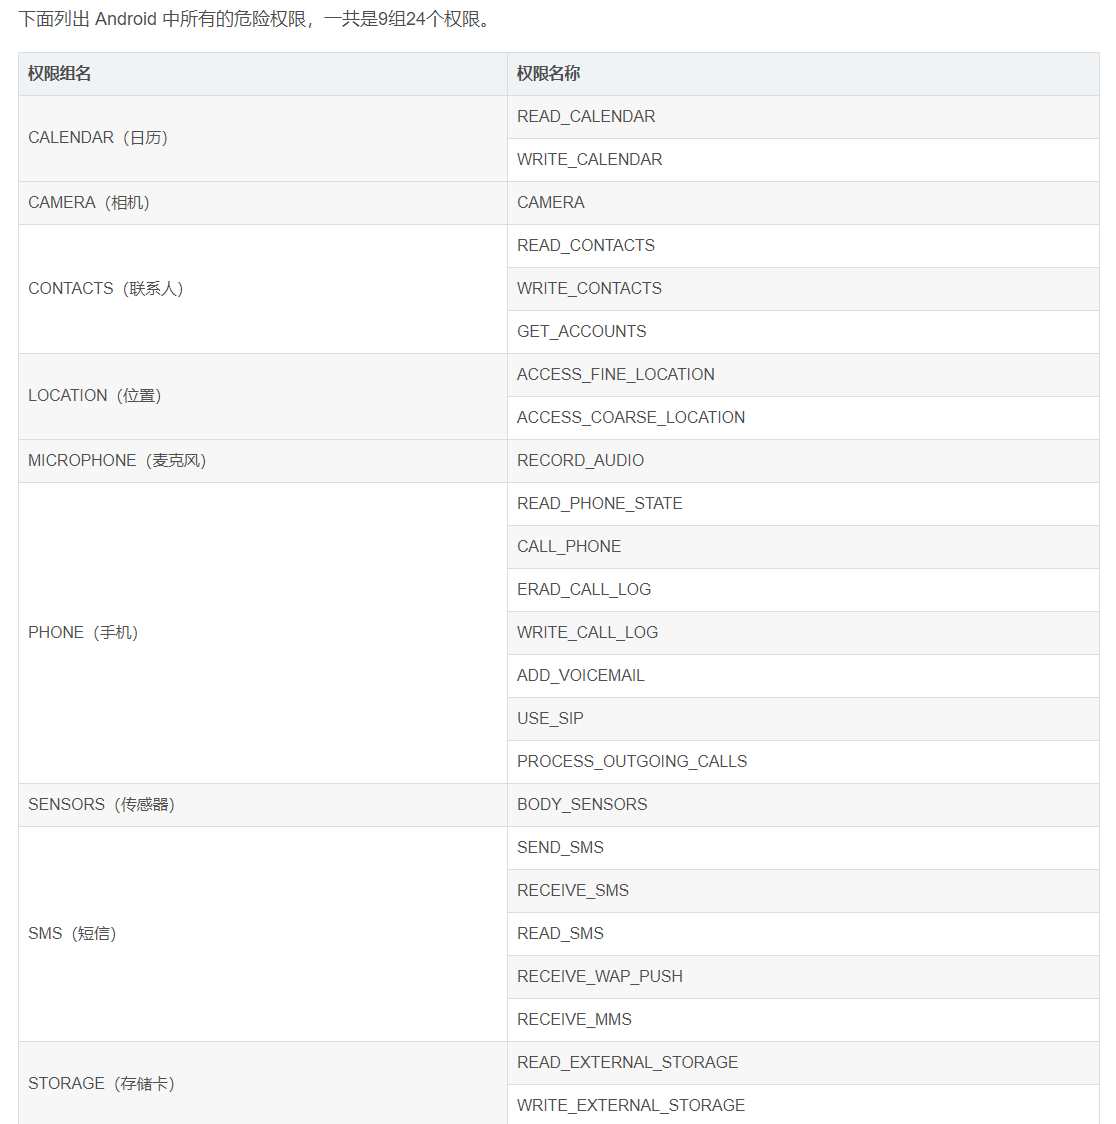 下面列出 Android 中所有的危险权限，一共是9组24个权限。
权限组名 权限名称
CALENDAR（日历） READ_CALENDAR
WRITE_CALENDAR
CAMERA（相机） CAMERA
CONTACTS（联系人） READ_CONTACTS
WRITE_CONTACTS
GET_ACCOUNTS
LOCATION（位置） ACCESS_FINE_LOCATION
ACCESS_COARSE_LOCATION
MICROPHONE（麦克风） RECORD_AUDIO
PHONE（手机） READ_PHONE_STATE
CALL_PHONE
ERAD_CALL_LOG
WRITE_CALL_LOG
ADD_VOICEMAIL
USE_SIP
PROCESS_OUTGOING_CALLS
SENSORS（传感器） BODY_SENSORS
SMS（短信） SEND_SMS
RECEIVE_SMS
READ_SMS
RECEIVE_WAP_PUSH
RECEIVE_MMS
STORAGE（存储卡） READ_EXTERNAL_STORAGE
WRITE_EXTERNAL_STORAGE